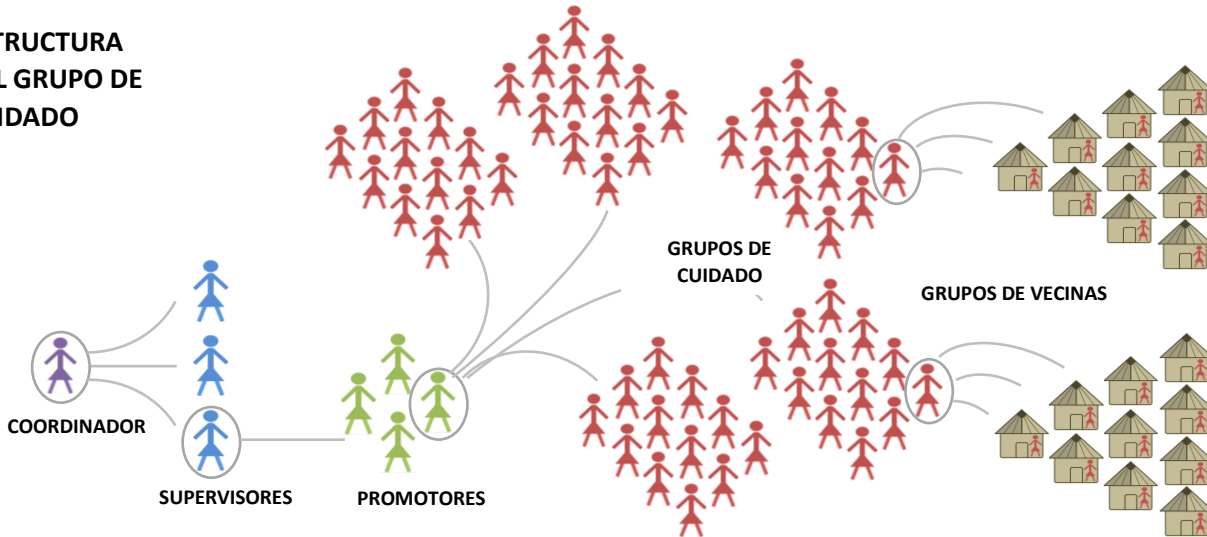 TRUCTURA
L GRUPO DE
IDADO
GRUPOS DE
CUIDADO
GRUPOS DE VECINAS
COORDINADOR
SUPERVISORES
PROMOTORES